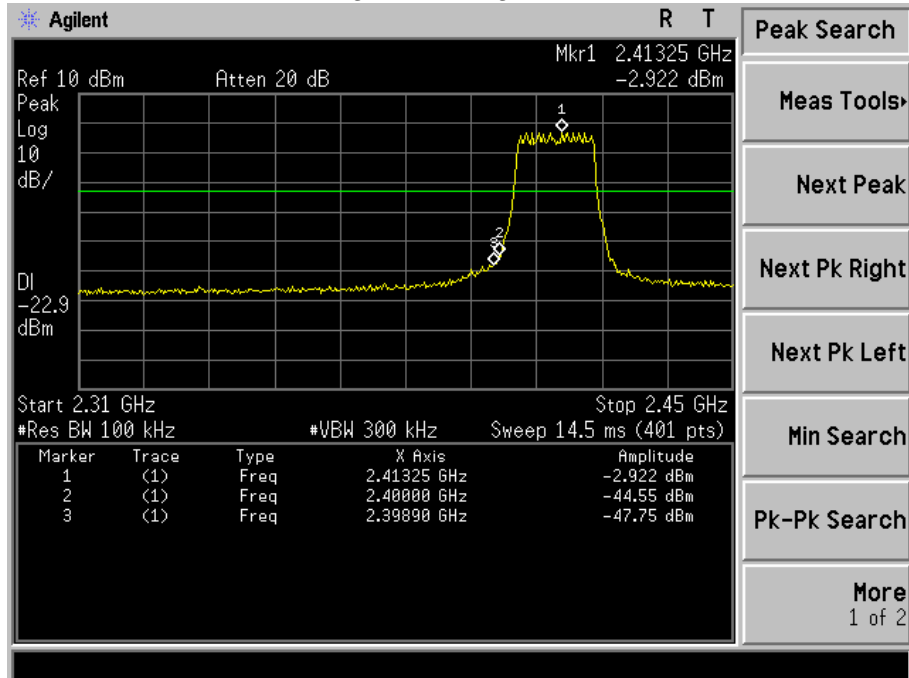 Agilent R T
Peak Search
Mkr1 2.41325 GHz
Ref 10 dBm Atten 20 dB -2.922 dBm
Peak
Log
10
dB/
1
2
DI
-22.9
dBm
Start 2.31 GHz Stop 2.45 GHz
#Res BW 100 kHz #VBW 300 kHz Sweep 14.5 ms (401 pts)
Marker Trace Type X Axis Amplitude
1 (1) Freq 2.41325 GHz -2.922 dBm
2 (1) Freq 2.40000 GHz -44.55 dBm
3 (1) Freq 2.39890 GHz -47.75 dBm
Meas Tools
Next Peak
Next Pk Right
Next Pk Left
Min Search
Pk-Pk Search
More
1 of 2